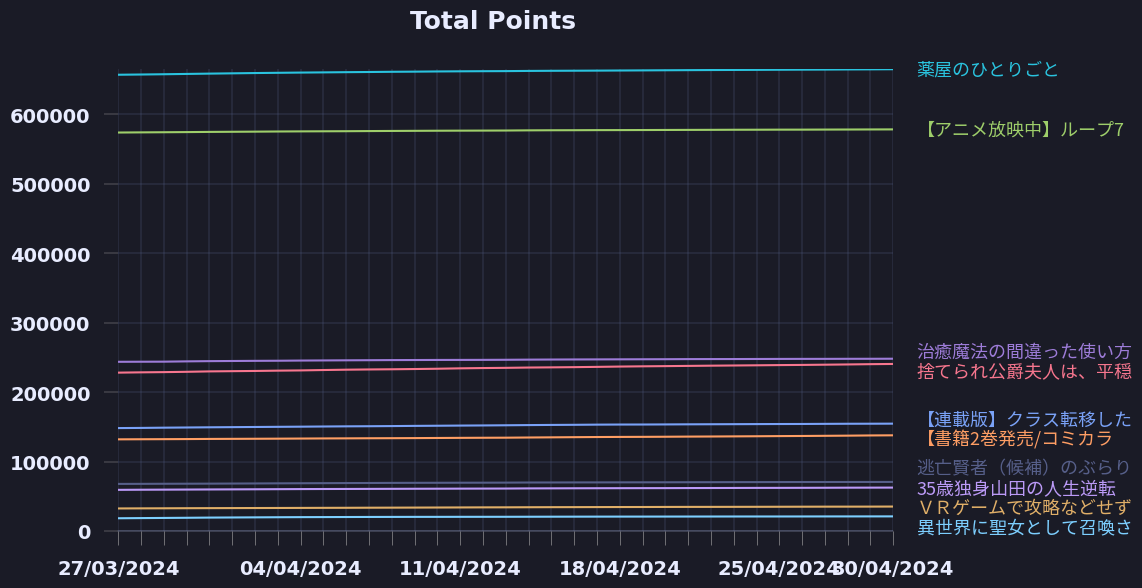 Total Points
薬屋のひとりごと
600000
【アニメ放映中】ループ7
500000
400000
300000
治癒魔法の間違った使い方
捨てられ公爵夫人は、平穏
200000
【連載版】クラス転移した
【書籍2巻発売/コミカラ
100000
逃亡賢者（候補）のぶらり
35歳独身山田の人生逆転
ＶＲゲームで攻略などせず
異世界に聖女として召喚さ
0
27/03/2024 04/04/2024 11/04/2024 18/04/2024 25/04/2024 30/04/2024